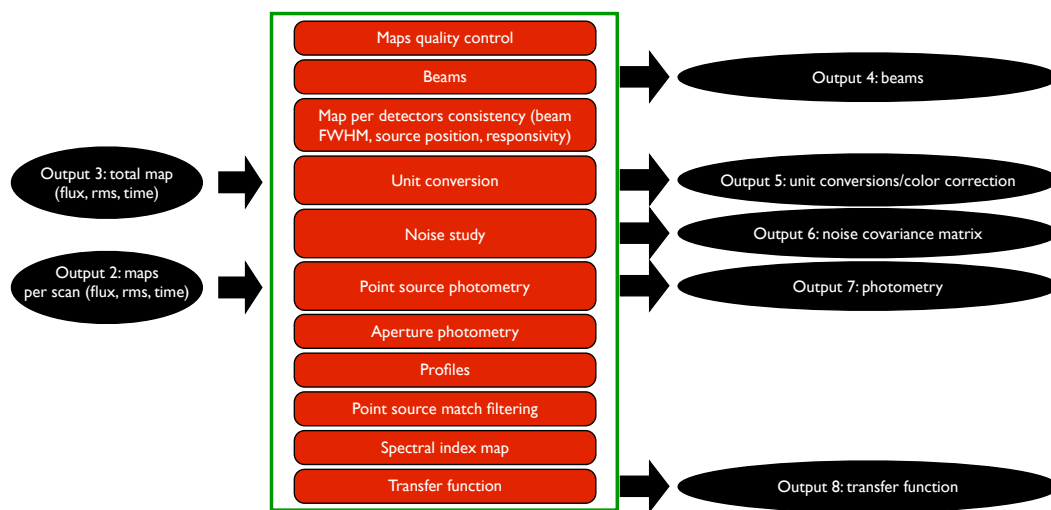 Maps quality control
Beams
Map per detectors consistency (beam
FWHM, source position, responsivity)
Unit conversion
Noise study
Point source photometry
Aperture photometry
Profiles
Point source match filtering
Spectral index map
Transfer function
Output 3: total map
(flux, rms, time)
Output 2: maps
per scan (flux, rms, time)
Output 4: beams
Output 5: unit conversions/color correction
Output 6: noise covariance matrix
Output 7: photometry
Output 8: transfer function